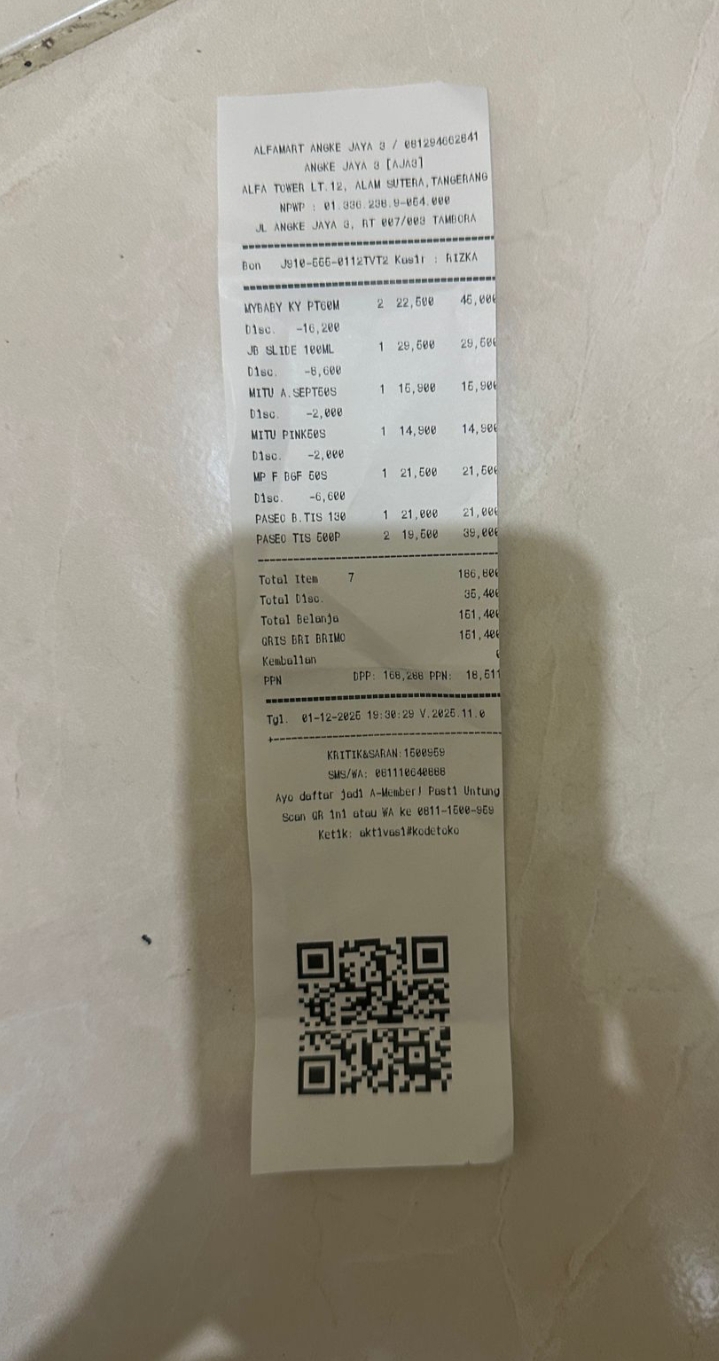 ALFAMART ANGKE JAYA 3 / 081294662841
ANGKE JAYA 3 [AJA3]
ALFA TOWER LT.12, ALAM SUTERA,TANGERANG
NPWP : 01.336.238.9-054.000
JL ANGKE JAYA 3, RT 007/003 TAMBORA
Bon J910-666-0112TVT2 Kasir : RIZKA
MYBABY KY PT60M 2 22,500 45,000
Disc. -16,200
JB SLIDE 100ML 1 29,500 29,500
Disc. -8,600
MITU A.SEPT50S 1 15,900 15,900
Disc. -2,000
MITU PINK50S 1 14,900 14,900
Disc. -2,000
MP F BGF 50S 1 21,500 21,500
Disc. -6,600
PASEO B.TIS 130 1 21,000 21,000
PASEO TIS 600P 2 19,500 39,000
Total Item 7 186,80
Total Disc. 35,40
Total Belanja 151,40
QRIS BRI BRIMO 151,40
Kembalian
PPN DPP: 168,288 PPN: 18,511
Tgl. 01-12-2025 19:30:29 V.2025.11.0
KRITIK&SARAN:1500959
SMS/WA: 081110640888
Ayo daftar jadi A-Member! Pasti Untung
Scan QR ini atau WA ke 0811-1500-959
Ketik: aktivasi#kodetoko